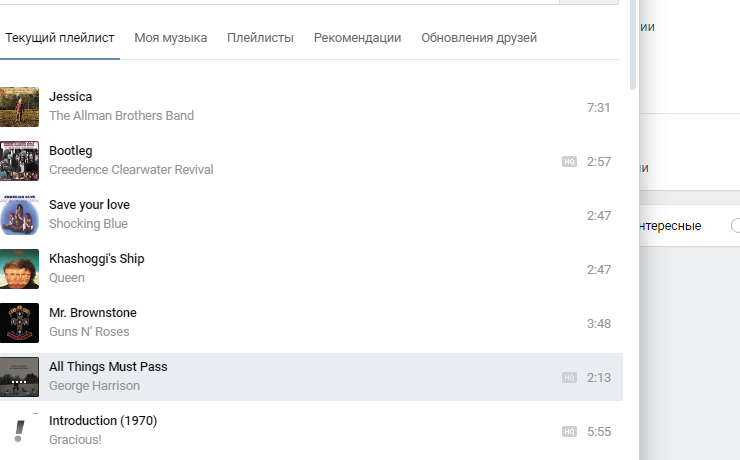 Текущий плейлист Моя музыка Плейлисты Рекомендации Обновления друзей
Jessica
The Allman Brothers Band
7:31
Bootleg
Creedence Clearwater Revival
HQ 2:57
Save your love
Shocking Blue
2:47
Khashoggi's Ship
Queen
2:47
Mr. Brownstone
Guns N' Roses
3:48
All Things Must Pass
George Harrison
HQ 2:13
Introduction (1970)
Gracious!
HQ 5:55
ии
ии
нтересные